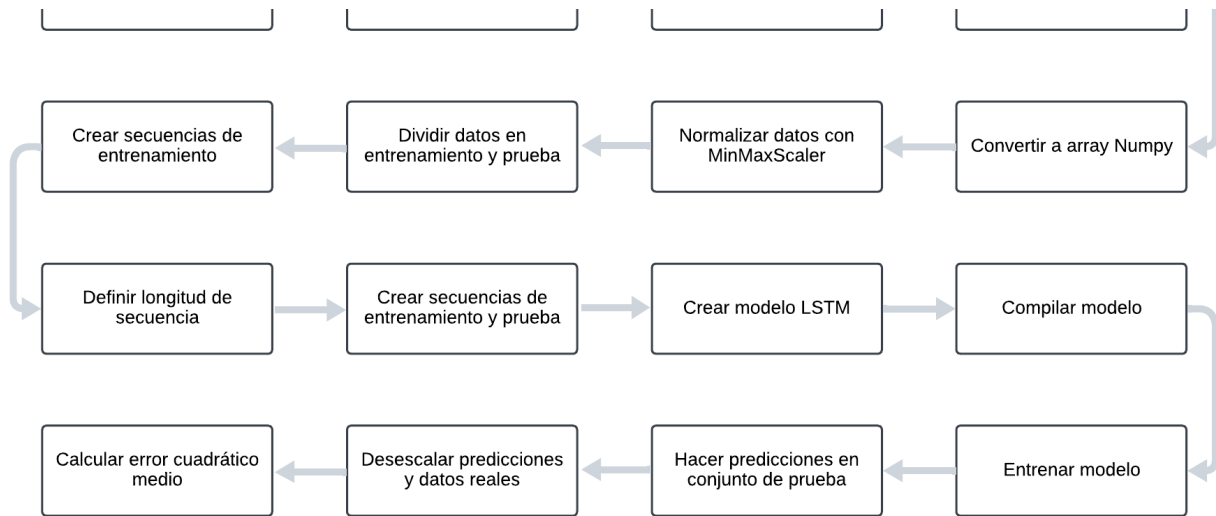 Crear secuencias de
entrenamiento
Dividir datos en
entrenamiento y prueba
Normalizar datos con
MinMaxScaler
Convertir a array Numpy
Definir longitud de
secuencia
Crear secuencias de
entrenamiento y prueba
Crear modelo LSTM
Compilar modelo
Calcular error cuadrático
medio
Desescalar predicciones
y datos reales
Hacer predicciones en
conjunto de prueba
Entrenar modelo